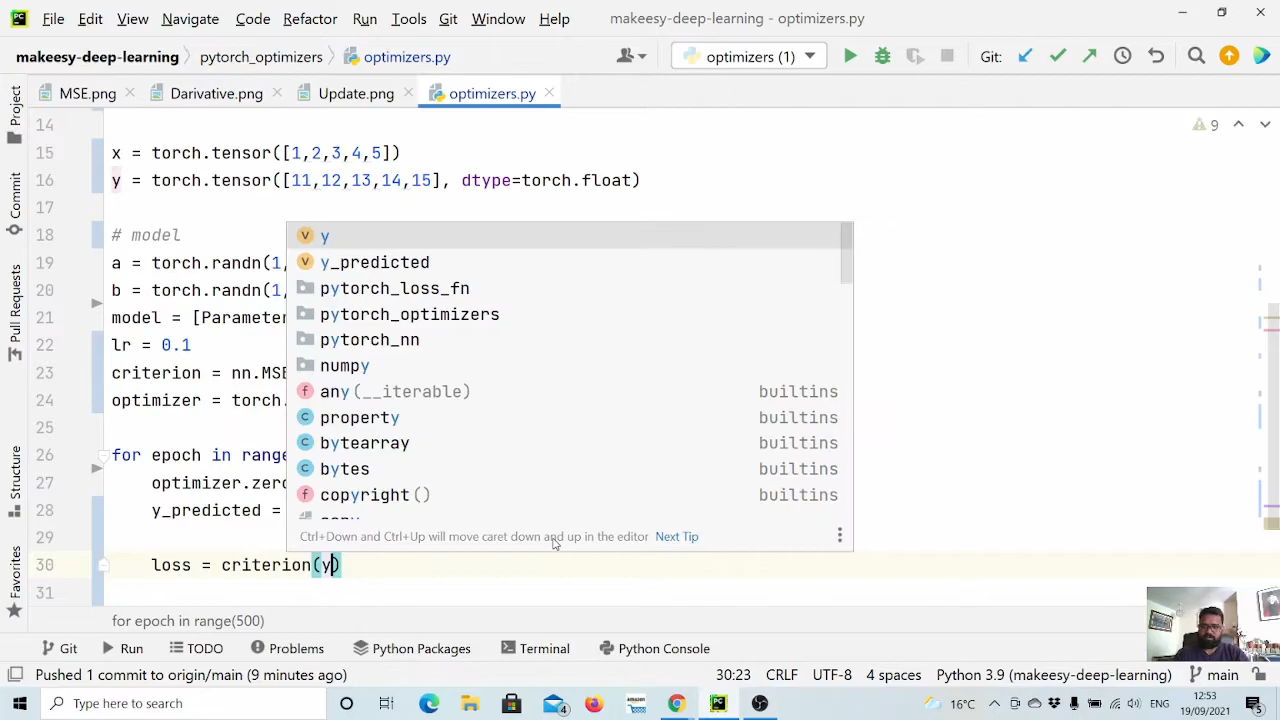 File Edit View Navigate Code Refactor Run Tools Git Window Help makeesy-deep-learning - optimizers.py
makeesy-deep-learning pytorch_optimizers optimizers.py optimizers (1) Git:
MSE.png Darivative.png Update.png optimizers.py
Project
Commit
Pull Requests
Structure
Favorites
9
14
15 x = torch.tensor([1,2,3,4,5])
16 y = torch.tensor([11,12,13,14,15], dtype=torch.float)
17
18 # model
19 a = torch.randn(1,
20 b = torch.randn(1,
21 model = [Parameter
22 lr = 0.1
23 criterion = nn.MSE
24 optimizer = torch.
25
26 for epoch in range
27 optimizer.zero
28 y_predicted =
29
30 loss = criterion(y)
31
y
y_predicted
pytorch_loss_fn
pytorch_optimizers
pytorch_nn
numpy
any(__iterable) builtins
property builtins
bytearray builtins
bytes builtins
copyright() builtins
Ctrl+Down and Ctrl+Up will move caret down and up in the editor Next Tip
for epoch in range(500)
Git Run TODO Problems Python Packages Terminal Python Console
Pushed 1 commit to origin/main (9 minutes ago) 30:23 CRLF UTF-8 4 spaces Python 3.9 (makeesy-deep-learning) main
Type here to search 4 16°C ENG 12:53 19/09/2021 5